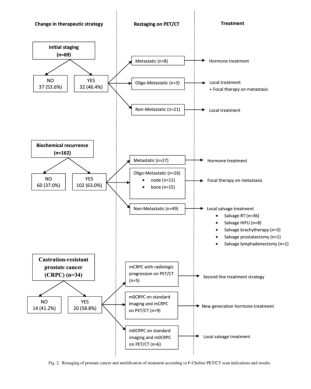 Change in therapeutic strategy
Restaging on PET/CT
Treatment
Initial staging
(n=69)
NO
37 (53.6%)
YES
32 (46.4%)
Metastatic (n=8)
Hormone treatment
Oligo-Metastatic (n=3)
Local treatment
+ Focal therapy on metastasis
Non-Metastatic (n=21)
Local treatment
Biochemical recurrence
(n=162)
NO
60 (37.0%)
YES
102 (63.0%)
Metastatic (n=27)
Hormone treatment
Oligo-Metastatic (n=26)
• node (n=11)
• bone (n=15)
Focal therapy on metastasis
Non-Metastatic (n=49)
Local salvage treatment
• Salvage RT (n=36)
• Salvage HIFU (n=8)
• Salvage brachytherapy (n=3)
• Salvage prostatectomy (n=1)
• Salvage lymphadenectomy (n=1)
Castration-resistant
prostate cancer
(CRPC) (n=34)
NO
14 (41.2%)
YES
20 (58.8%)
mCRPC with radiologic
progression on PET/CT
(n=5)
Second line treatment strategy
m0CRPC on standard
imaging and mCRPC
on PET/CT (n=9)
New generation hormone treatment
m0CRPC on standard
imaging and m0CRPC
on PET/CT (n=6)
Local salvage treatment
Fig. 2. Restaging of prostate cancer and modification of treatment according to F-Choline PET/CT scan indications and results.